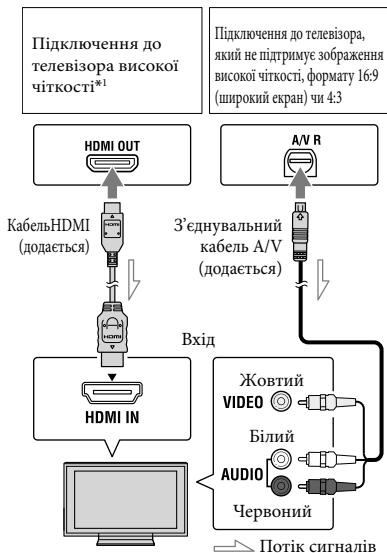 Підключення до
телевізора високої
чіткості*1
Підключення до телевізора,
який не підтримує зображення
високої чіткості, формату 16:9
(широкий екран) чи 4:3
HDMI OUT
A/V R
КабельHDMI
(додається)
З’єднувальний
кабель A/V
(додається)
HDMI
HDMI
Вхід
HDMI IN
Жовтий
VIDEO
Білий
AUDIO
Червоний
Потік сигналів